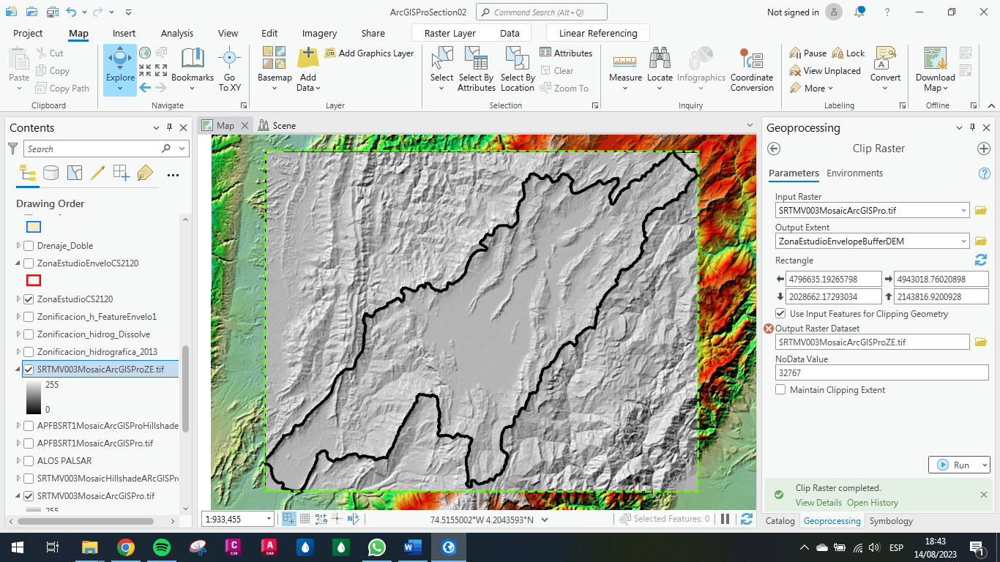 ArcGISProSection02
Command Search (Alt+Q)
Not signed in
?
Project
Map
Insert
Analysis
View
Edit
Imagery
Share
Raster Layer
Data
Linear Referencing
Paste
Cut
Copy
Copy Path
Clipboard
Explore
Bookmarks
Go
To XY
Navigate
Basemap
Add
Data
Add Graphics Layer
Layer
Select
Select By
Attributes
Select By
Location
Attributes
Clear
Zoom To
Selection
Measure
Locate
Infographics
Coordinate
Conversion
Inquiry
Pause
Lock
View Unplaced
More
Convert
Labeling
Download
Map
Offline
Contents
Search
Drawing Order
Drenaje_Doble
ZonaEstudioEnveloCS2120
ZonaEstudioCS2120
Zonificacion_h_FeatureEnvelo1
Zonificacion_hidrog_Dissolve
Zonificacion_hidrografica_2013
SRTMV003MosaicArcGISProZE.tif
255
0
APFBSRT1MosaicArcGISProHillshade
APFBSRT1MosaicArcGISPro.tif
ALOS PALSAR
SRTMV003MosaicHillshadeARcGISPro
SRTMV003MosaicArcGISPro.tif
255
Map
Scene
1:933,455
74.5155002°W 4.2043593°N
Selected Features: 0
Geoprocessing
Clip Raster
Parameters
Environments
?
Input Raster
SRTMV003MosaicArcGISPro.tif
Output Extent
ZonaEstudioEnvelopeBufferDEM
Rectangle
4796635.19265798
4943018.76020898
2028662.17293034
2143816.9200928
Use Input Features for Clipping Geometry
Output Raster Dataset
SRTMV003MosaicArcGISProZE.tif
NoData Value
32767
Maintain Clipping Extent
Run
Clip Raster completed.
View Details Open History
Catalog
Geoprocessing
Symbology
ESP
18:43
14/08/2023
1